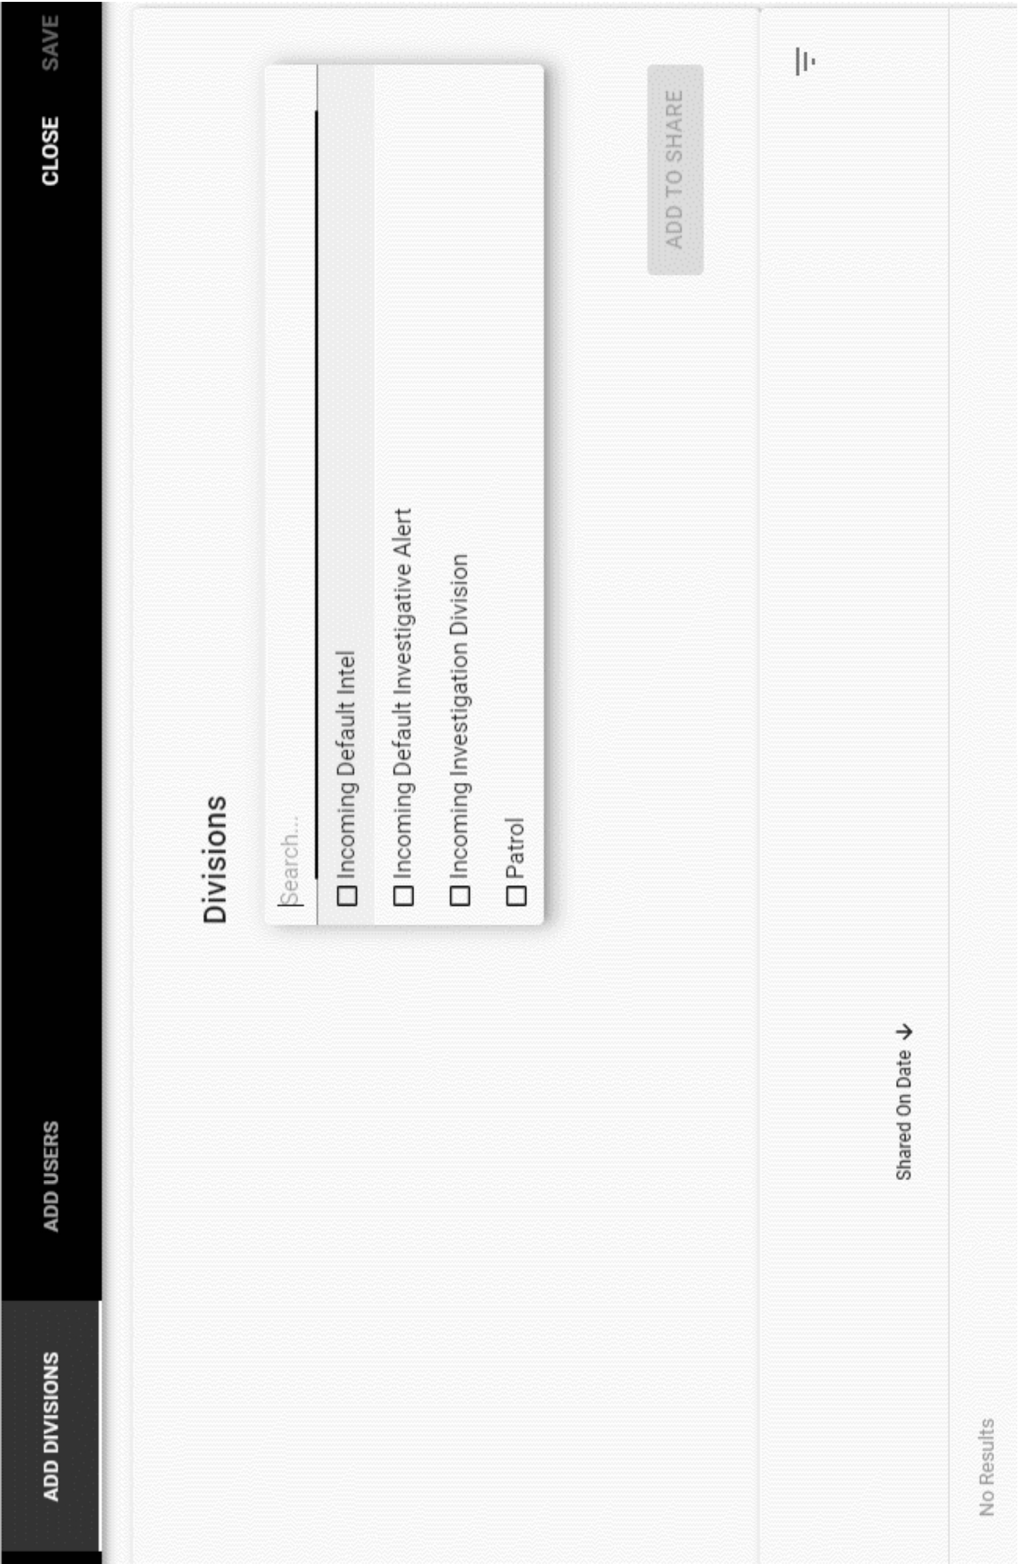 ADD DIVISIONS
ADD USERS
CLOSE
SAVE
Divisions
Search...
Incoming Default Intel
Incoming Default Investigative Alert
Incoming Investigation Division
Patrol
ADD TO SHARE
Shared On Date
No Results